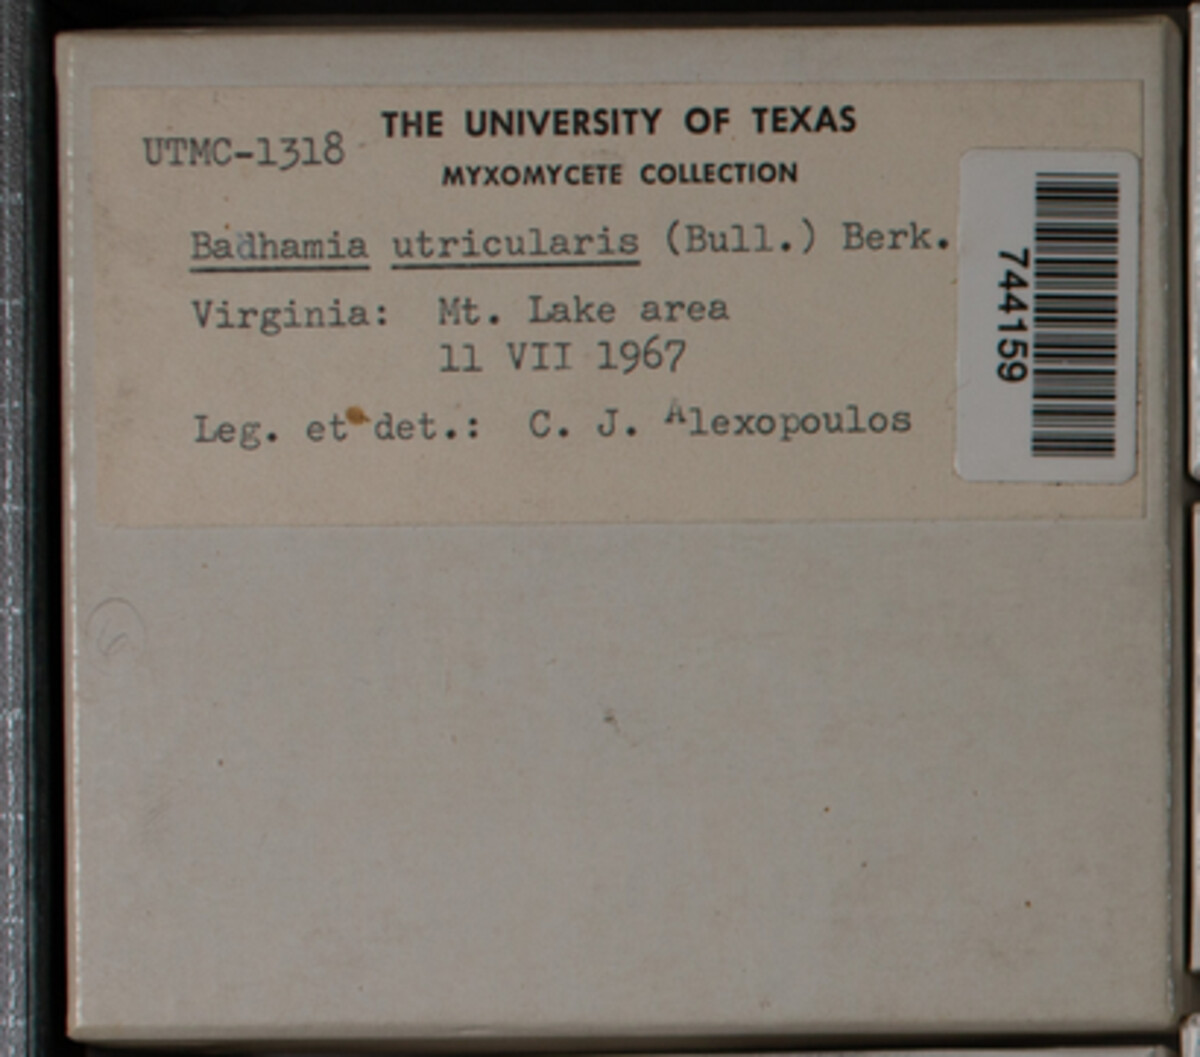 THE UNIVERSITY OF TEXAS
UTMC-1318
MYXOMYCETE COLLECTION
Badhamia utricularis (Bull.) Berk.
Virginia: Mt. Lake area
11 VII 1967
Leg. et det.: C. J. Alexopoulos
744159